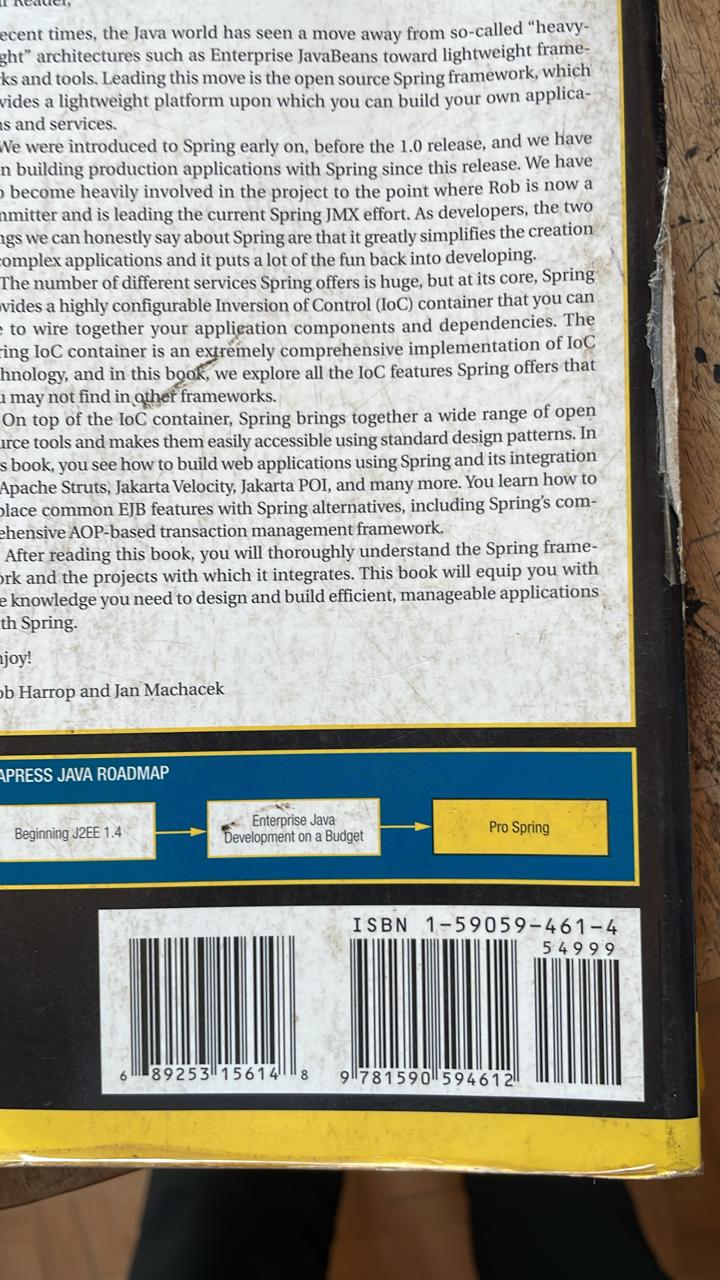 Reader,
ecent times, the Java world has seen a move away from so-called “heavy-
ght” architectures such as Enterprise JavaBeans toward lightweight frame-
ks and tools. Leading this move is the open source Spring framework, which
vides a lightweight platform upon which you can build your own applica-
ns and services.
We were introduced to Spring early on, before the 1.0 release, and we have
n building production applications with Spring since this release. We have
o become heavily involved in the project to the point where Rob is now a
mmitter and is leading the current Spring JMX effort. As developers, the two
ngs we can honestly say about Spring are that it greatly simplifies the creation
complex applications and it puts a lot of the fun back into developing.
The number of different services Spring offers is huge, but at its core, Spring
vides a highly configurable Inversion of Control (IoC) container that you can
e to wire together your application components and dependencies. The
ring IoC container is an extremely comprehensive implementation of IoC
hnology, and in this book, we explore all the IoC features Spring offers that
u may not find in other frameworks.
On top of the IoC container, Spring brings together a wide range of open
urce tools and makes them easily accessible using standard design patterns. In
s book, you see how to build web applications using Spring and its integration
Apache Struts, Jakarta Velocity, Jakarta POI, and many more. You learn how to
place common EJB features with Spring alternatives, including Spring’s com-
ehensive AOP-based transaction management framework.
After reading this book, you will thoroughly understand the Spring frame-
ork and the projects with which it integrates. This book will equip you with
e knowledge you need to design and build efficient, manageable applications
th Spring.
njoy!
ob Harrop and Jan Machacek
APRESS JAVA ROADMAP
Beginning J2EE 1.4
Enterprise Java
Development on a Budget
Pro Spring
ISBN 1-59059-461-4
54999
6 89253 15614 8
9 781590 594612